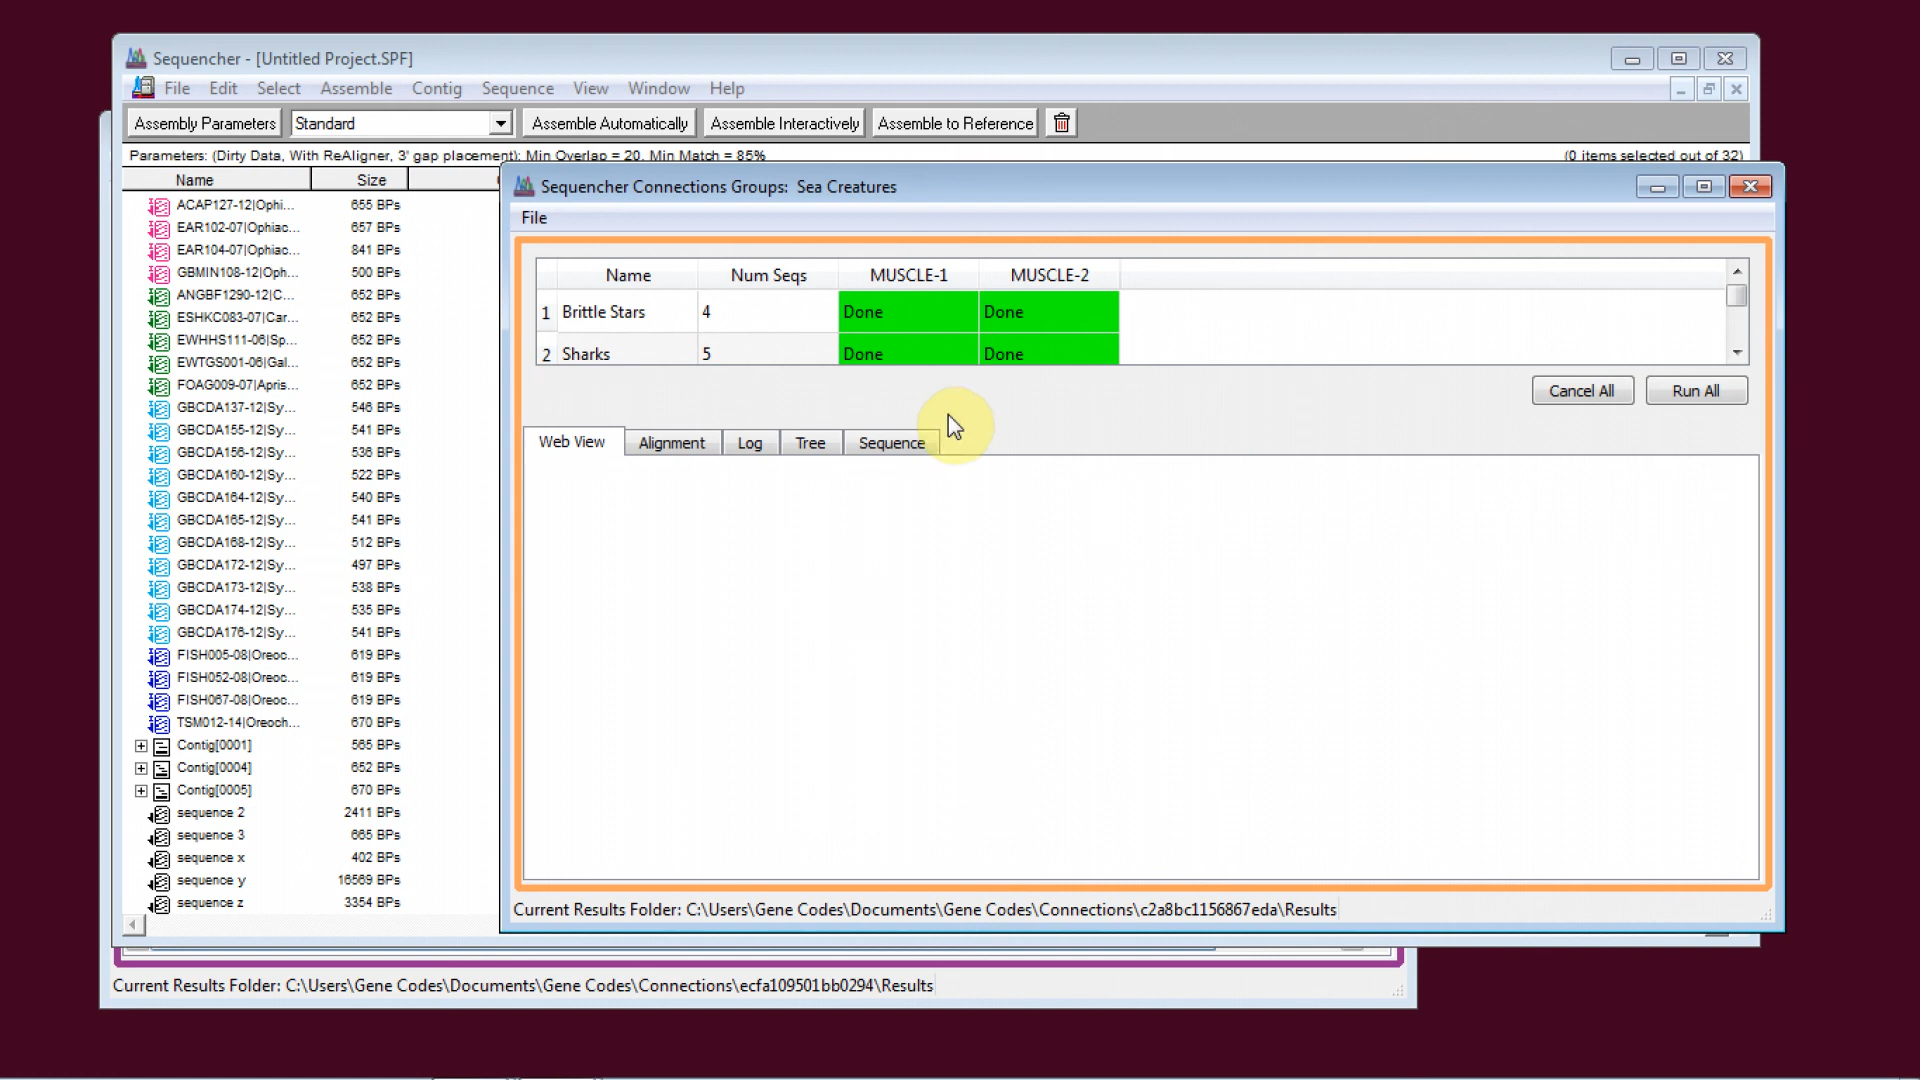 Sequencher - [Untitled Project.SPF]
File Edit Select Assemble Contig Sequence View Window Help
Assembly Parameters Standard Assemble Automatically Assemble Interactively Assemble to Reference
Parameters: (Dirty Data, With ReAligner, 3' gap placement): Min Overlap = 20, Min Match = 85% (0 items selected out of 32)
Name Size
ACAP127-12|Ophi... 655 BPs
EAR102-07|Ophiac... 657 BPs
EAR104-07|Ophiac... 841 BPs
GBMIN108-12|Oph... 500 BPs
ANGBF1290-12|C... 652 BPs
ESHKC083-07|Car... 652 BPs
EWHHS111-06|Sp... 652 BPs
EWTGS001-06|Gal... 652 BPs
FOAG009-07|Apris... 652 BPs
GBCDA137-12|Sy... 546 BPs
GBCDA155-12|Sy... 541 BPs
GBCDA156-12|Sy... 536 BPs
GBCDA160-12|Sy... 522 BPs
GBCDA164-12|Sy... 540 BPs
GBCDA165-12|Sy... 541 BPs
GBCDA168-12|Sy... 512 BPs
GBCDA172-12|Sy... 497 BPs
GBCDA173-12|Sy... 538 BPs
GBCDA174-12|Sy... 535 BPs
GBCDA176-12|Sy... 541 BPs
FISH005-08|Oreoc... 619 BPs
FISH052-08|Oreoc... 619 BPs
FISH067-08|Oreoc... 619 BPs
TSM012-14|Oreoch... 670 BPs
Contig[0001] 565 BPs
Contig[0004] 652 BPs
Contig[0005] 670 BPs
sequence 2 2411 BPs
sequence 3 665 BPs
sequence x 402 BPs
sequence y 16569 BPs
sequence z 3354 BPs
Sequencher Connections Groups: Sea Creatures
File
Name Num Seqs MUSCLE-1 MUSCLE-2
1 Brittle Stars 4 Done Done
2 Sharks 5 Done Done
Cancel All Run All
Web View Alignment Log Tree Sequence
Current Results Folder: C:\Users\Gene Codes\Documents\Gene Codes\Connections\c2a8bc1156867eda\Results
Current Results Folder: C:\Users\Gene Codes\Documents\Gene Codes\Connections\ecfa109501bb0294\Results